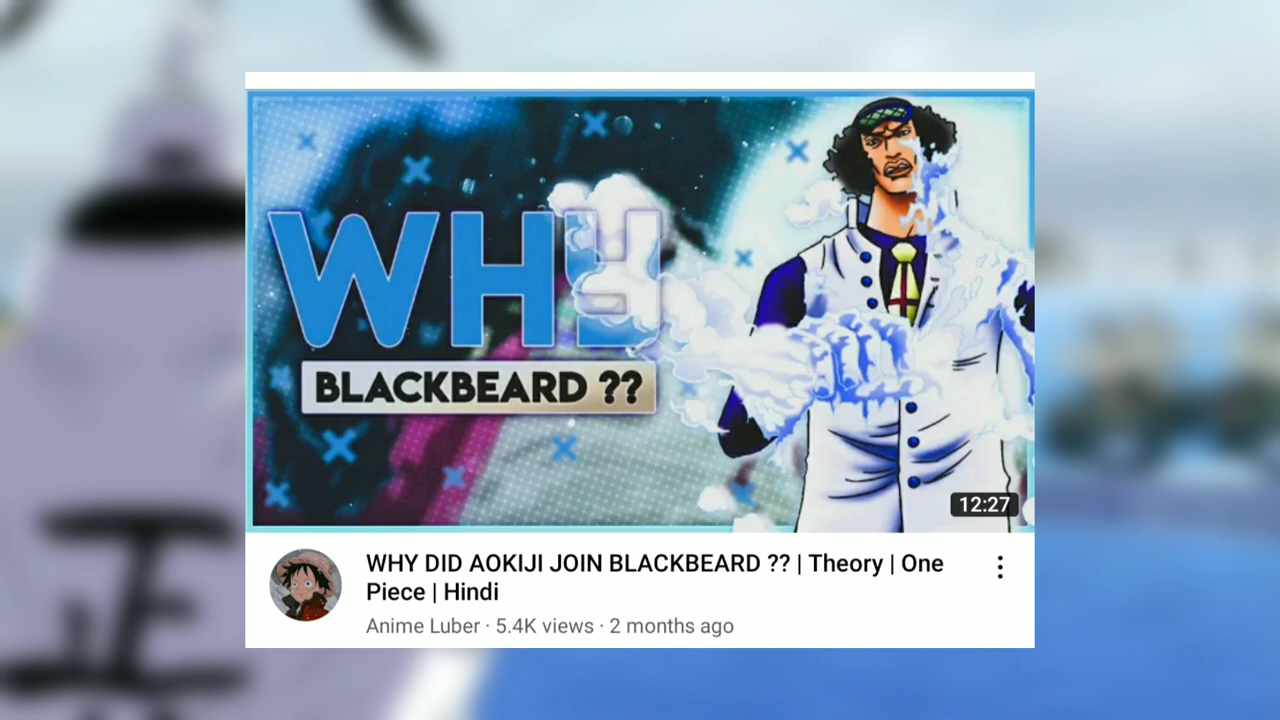 WHY
BLACKBEARD ??
12:27
WHY DID AOKIJI JOIN BLACKBEARD ?? | Theory | One
Piece | Hindi
Anime Luber · 5.4K views · 2 months ago
正